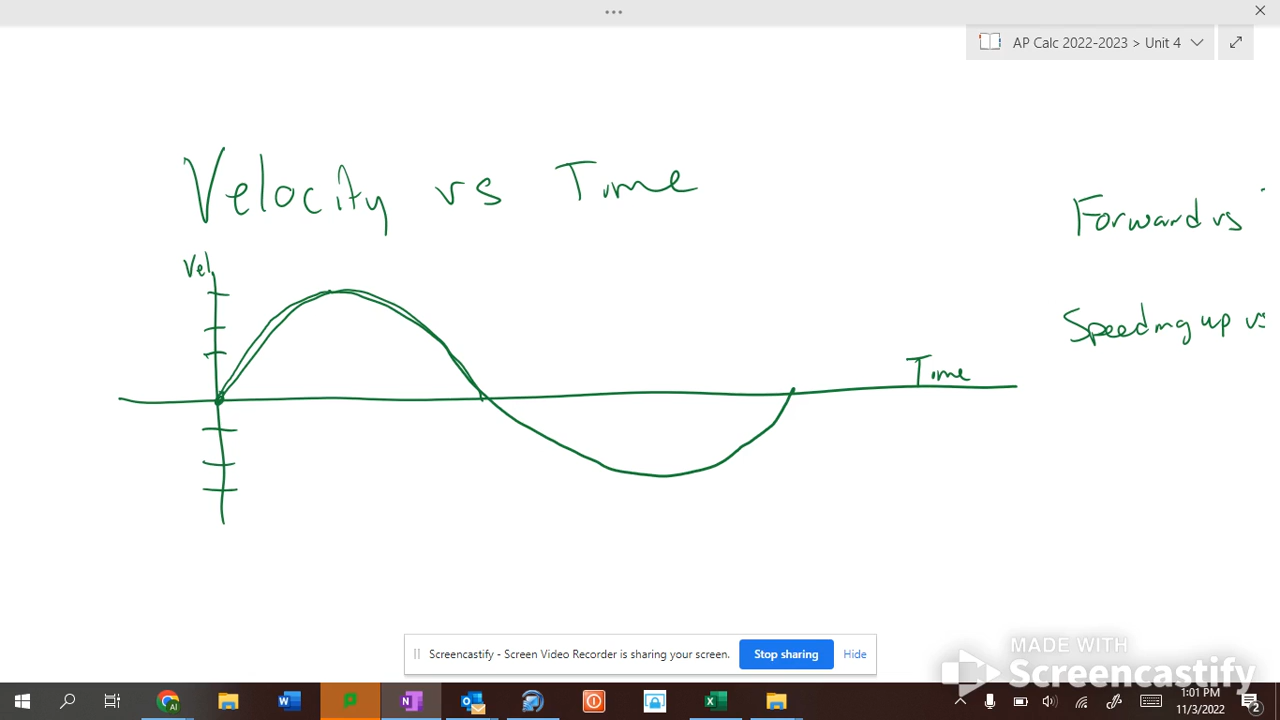 AP Calc 2022-2023 > Unit 4
Velocity vs Time
Forward vs
Vel.
Speeding up vs
Time
Screencastify - Screen Video Recorder is sharing your screen.
Stop sharing
Hide
MADE WITH
Screencastify
1:01 PM
11/3/2022
2